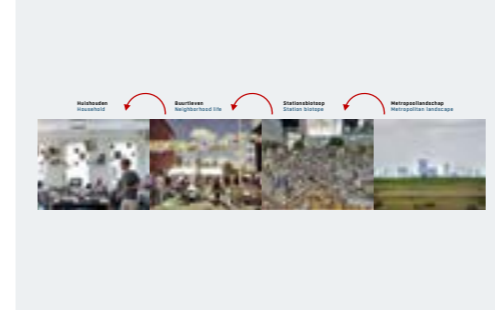 Huishouden
Household
Buurtleven
Neighborhood life
Stationsbiotoop
Station biotope
Metropoollandschap
Metropolitan landscape